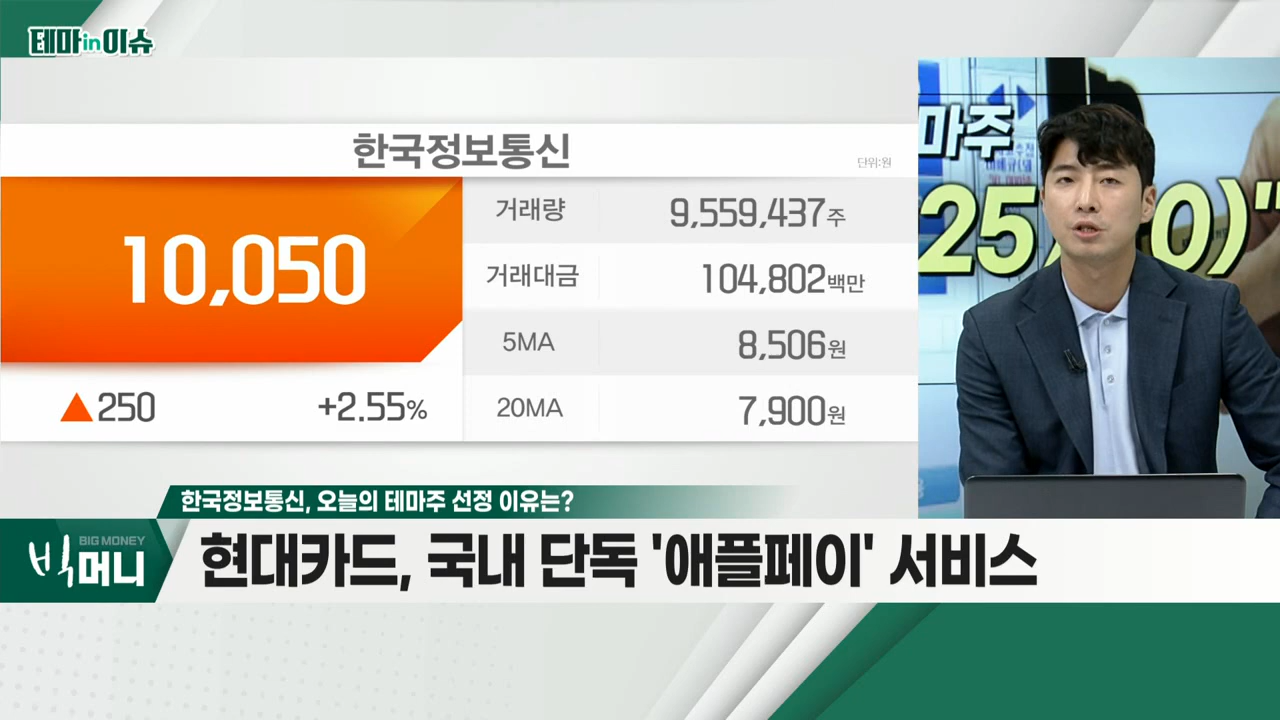 테마in이슈
한국정보통신
단위:원
10,050
▲250 +2.55%
거래량 9,559,437주
거래대금 104,802백만
5MA 8,506원
20MA 7,900원
마주
25
0)"
한국정보통신, 오늘의 테마주 선정 이유는?
BIG MONEY
빅머니
현대카드, 국내 단독 '애플페이' 서비스